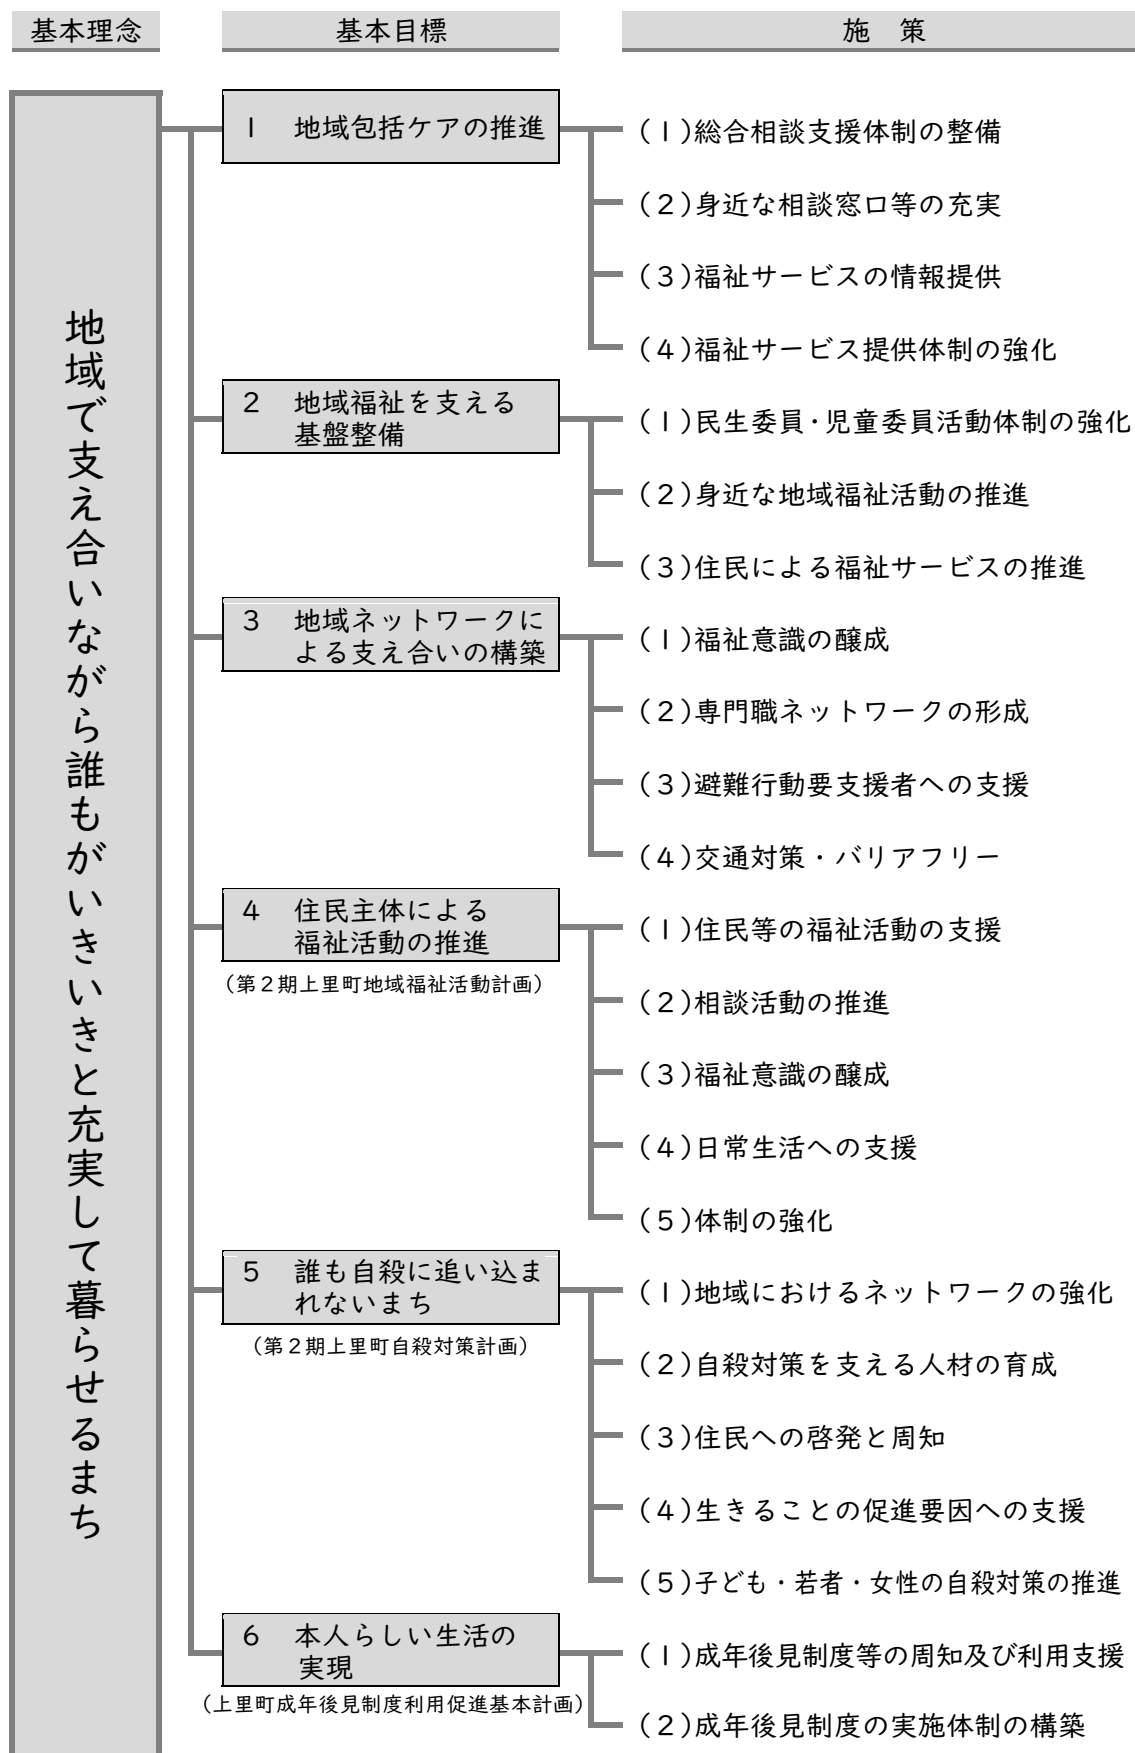 基本理念
基本目標
施　策
地域で支え合いながら誰もがいきいきと充実して暮らせるまち
1　地域包括ケアの推進
(1)総合相談支援体制の整備
(2)身近な相談窓口等の充実
(3)福祉サービスの情報提供
(4)福祉サービス提供体制の強化
2　地域福祉を支える
基盤整備
(1)民生委員・児童委員活動体制の強化
(2)身近な地域福祉活動の推進
(3)住民による福祉サービスの推進
3　地域ネットワークに
よる支え合いの構築
(1)福祉意識の醸成
(2)専門職ネットワークの形成
(3)避難行動要支援者への支援
(4)交通対策・バリアフリー
4　住民主体による
福祉活動の推進
(第2期上里町地域福祉活動計画)
(1)住民等の福祉活動の支援
(2)相談活動の推進
(3)福祉意識の醸成
(4)日常生活への支援
(5)体制の強化
5　誰も自殺に追い込ま
れないまち
(第2期上里町自殺対策計画)
(1)地域におけるネットワークの強化
(2)自殺対策を支える人材の育成
(3)住民への啓発と周知
(4)生きることの促進要因への支援
(5)子ども・若者・女性の自殺対策の推進
6　本人らしい生活の
実現
(上里町成年後見制度利用促進基本計画)
(1)成年後見制度等の周知及び利用支援
(2)成年後見制度の実施体制の構築